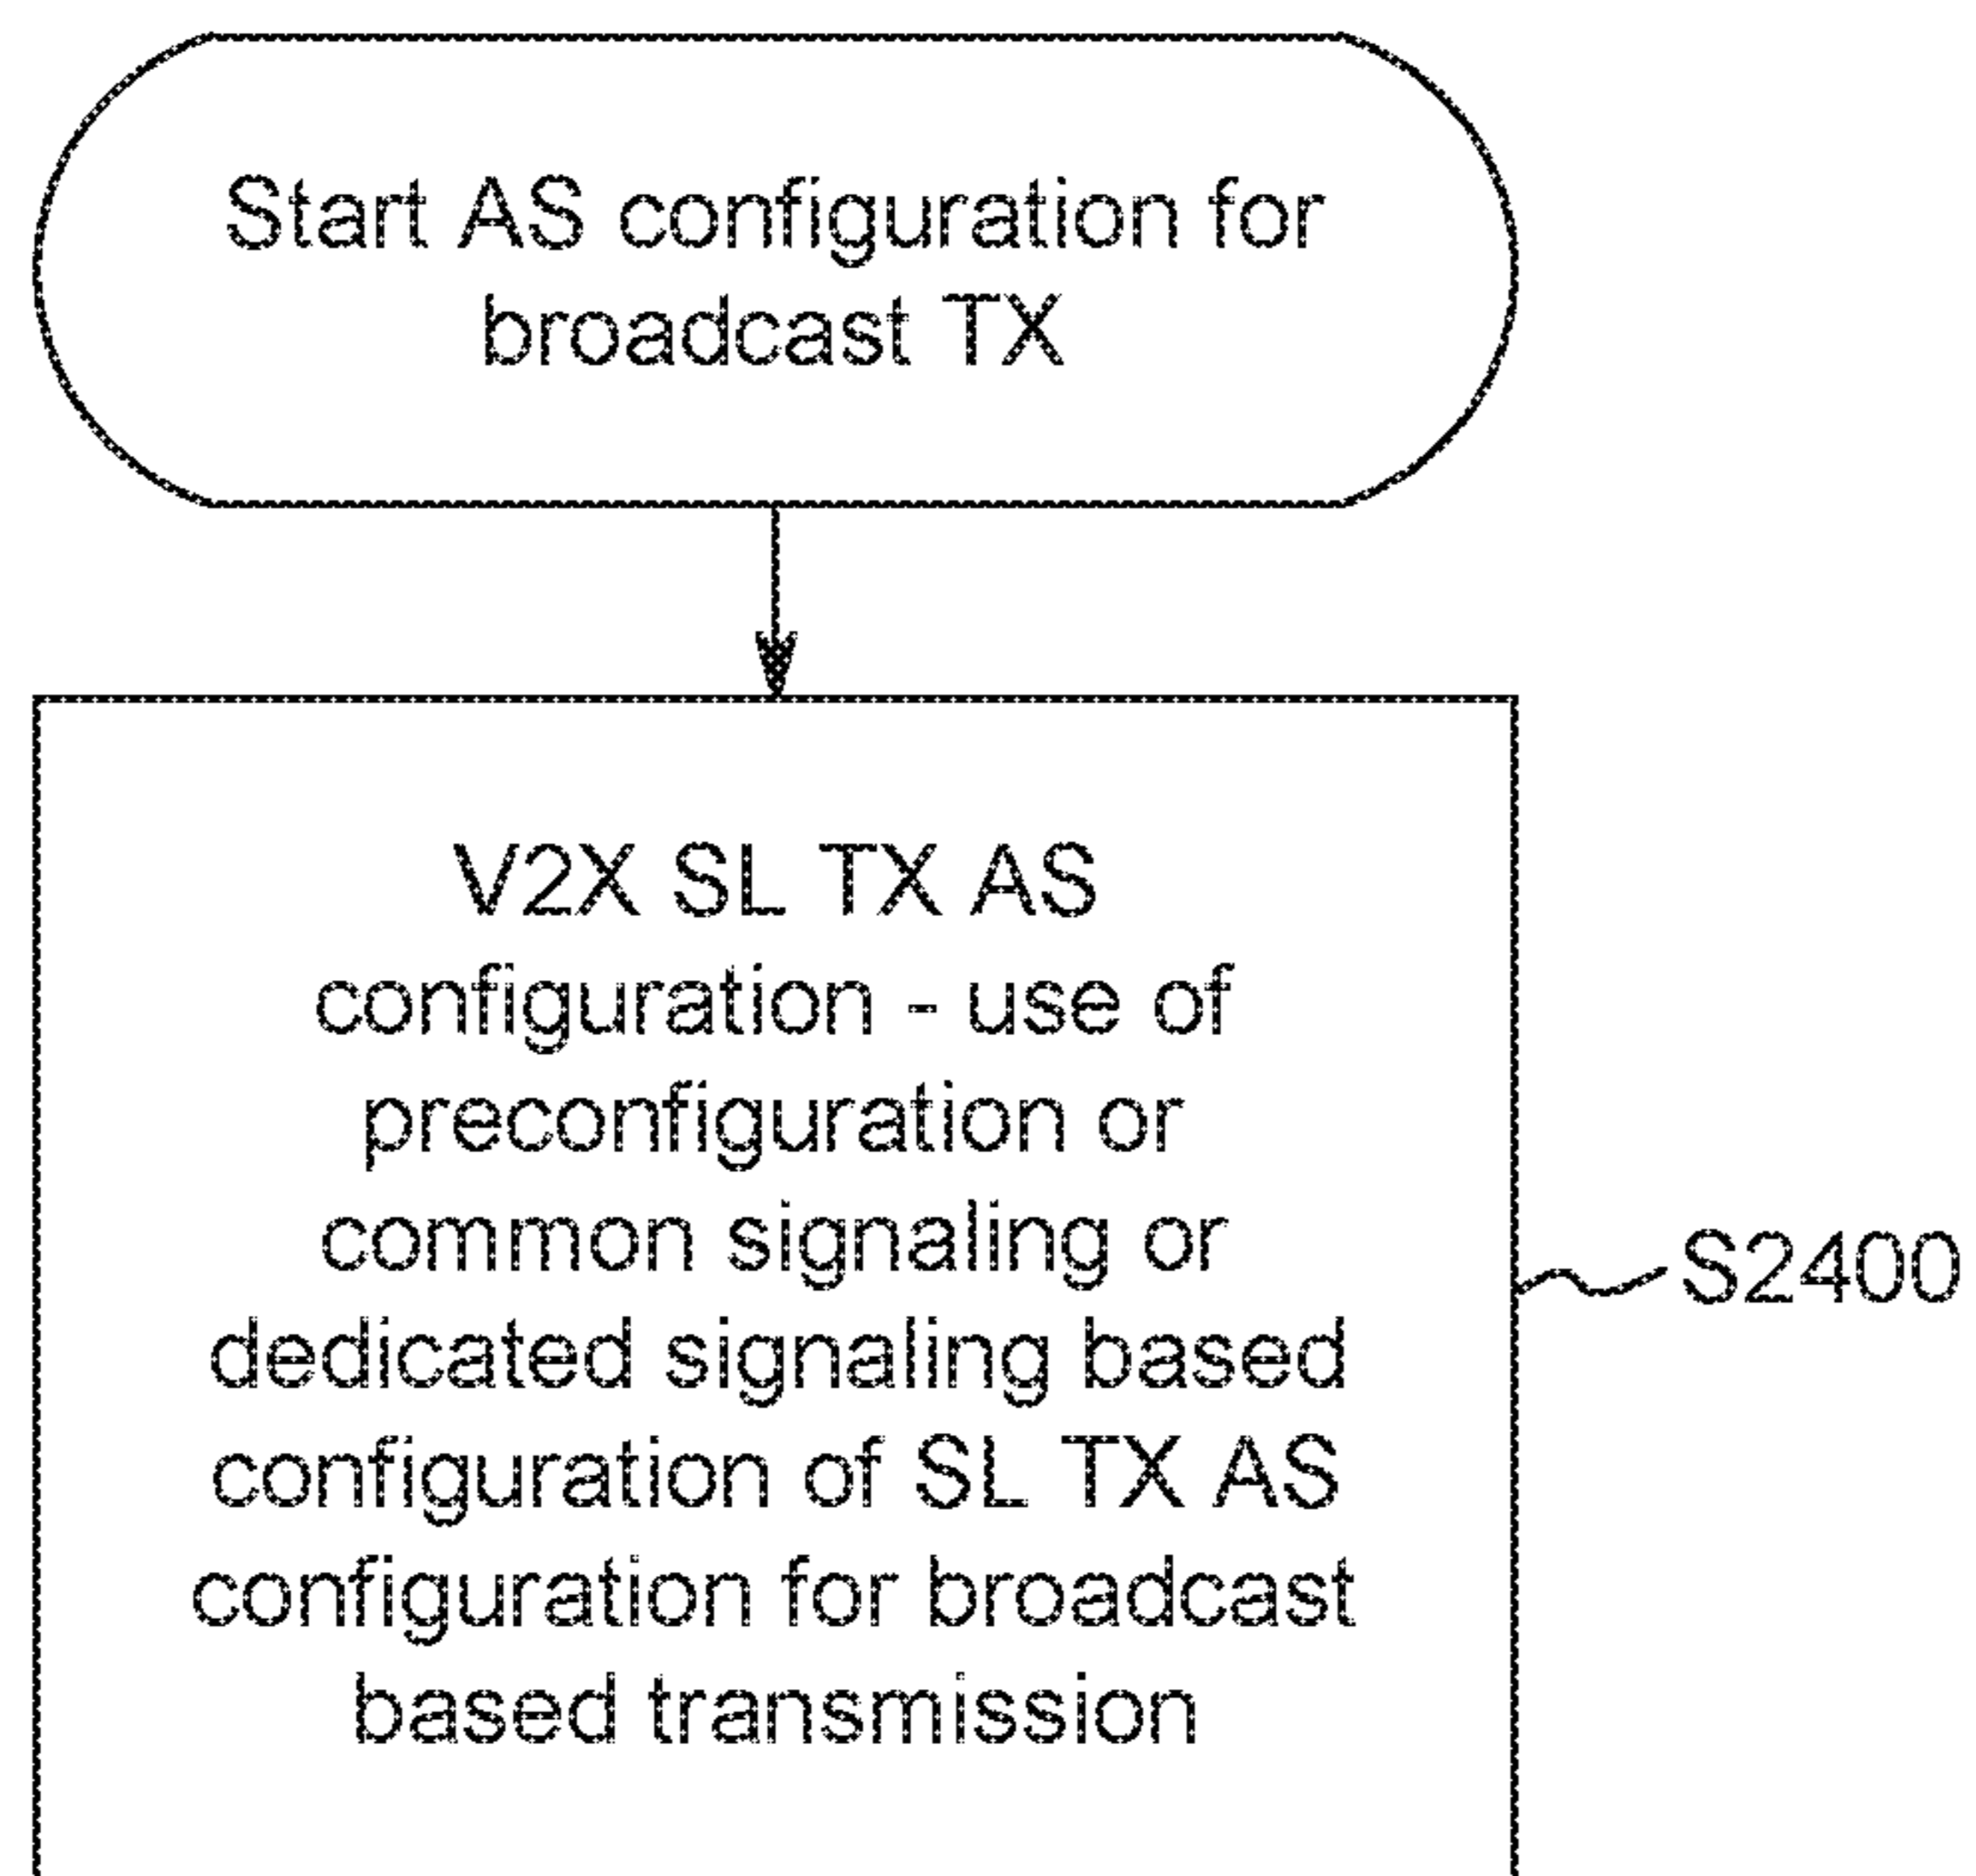 Start AS configuration for
broadcast TX
V2X SL TX AS
configuration - use of
preconfiguration or
common signaling or
dedicated signaling based
configuration of SL TX AS
configuration for broadcast
based transmission
S2400